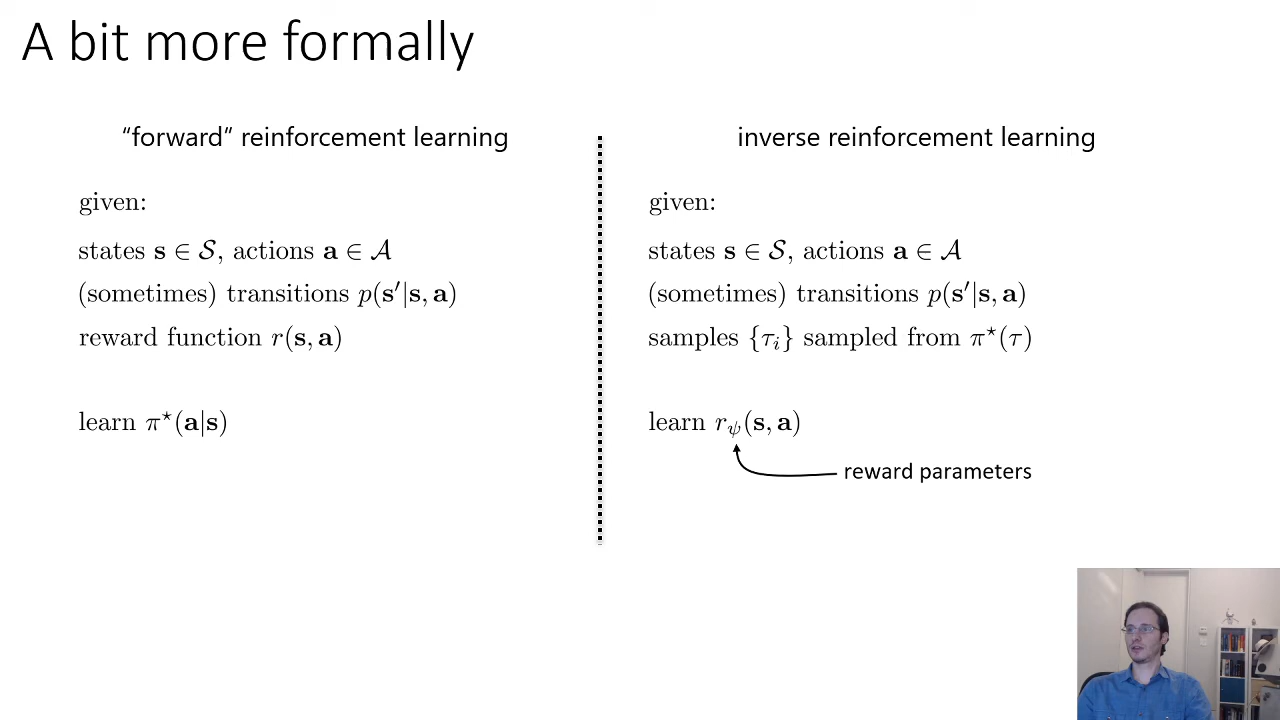 A bit more formally
“forward“ reinforcement learning
given:
states s ∈ 𝒮, actions a ∈ 𝒜
(sometimes) transitions p(s′|s, a)
reward function r(s, a)
learn π⋆(a|s)
inverse reinforcement learning
given:
states s ∈ 𝒮, actions a ∈ 𝒜
(sometimes) transitions p(s′|s, a)
samples {τᵢ} sampled from π⋆(τ)
learn r_ψ(s, a)
reward parameters